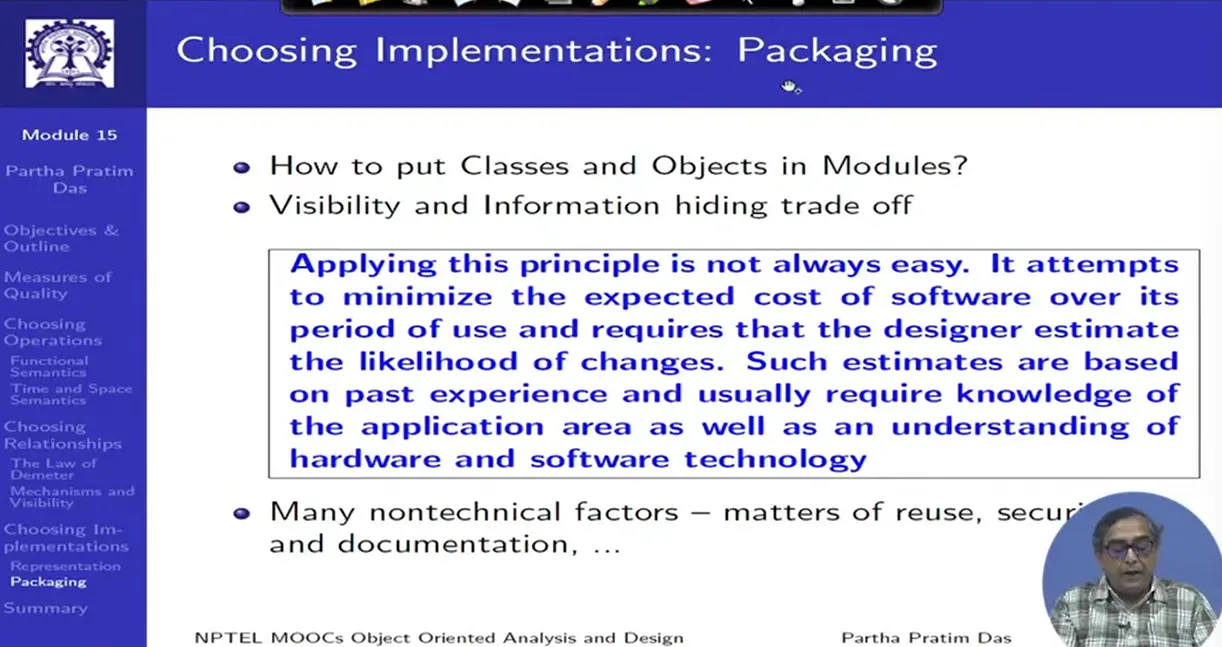 Choosing Implementations: Packaging
Module 15
Partha Pratim
Das
Objectives &
Outline
Measures of
Quality
Choosing
Operations
Functional
Semantics
Time and Space
Semantics
Choosing
Relationships
The Law of
Demeter
Mechanisms and
Visibility
Choosing Im-
plementations
Representation
Packaging
Summary
How to put Classes and Objects in Modules?
Visibility and Information hiding trade off
Applying this principle is not always easy. It attempts
to minimize the expected cost of software over its
period of use and requires that the designer estimate
the likelihood of changes. Such estimates are based
on past experience and usually require knowledge of
the application area as well as an understanding of
hardware and software technology
Many nontechnical factors – matters of reuse,
and documentation, ...
NPTEL MOOCs Object Oriented Analysis and Design
Partha Pratim Das